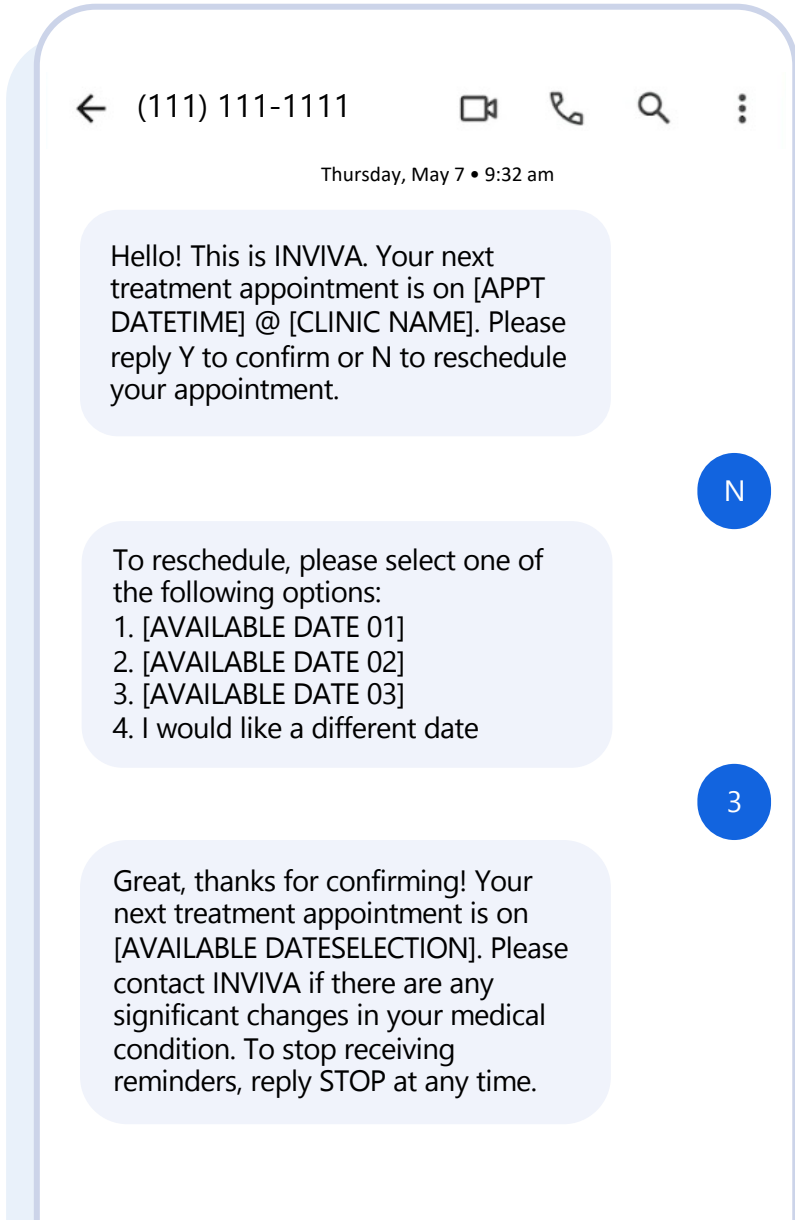 (111) 111-1111
Thursday, May 7 • 9:32 am
Hello! This is INVIVA. Your next
treatment appointment is on [APPT
DATETIME] @ [CLINIC NAME]. Please
reply Y to confirm or N to reschedule
your appointment.
N
To reschedule, please select one of
the following options:
1. [AVAILABLE DATE 01]
2. [AVAILABLE DATE 02]
3. [AVAILABLE DATE 03]
4. I would like a different date
3
Great, thanks for confirming! Your
next treatment appointment is on
[AVAILABLE DATESELECTION]. Please
contact INVIVA if there are any
significant changes in your medical
condition. To stop receiving
reminders, reply STOP at any time.